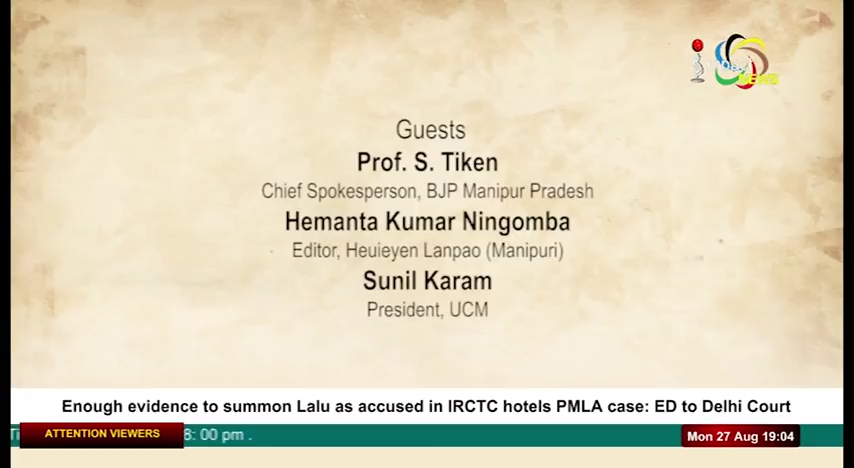 Guests
Prof. S. Tiken
Chief Spokesperson, BJP Manipur Pradesh
Hemanta Kumar Ningomba
Editor, Heuieyen Lanpao (Manipuri)
Sunil Karam
President, UCM
Enough evidence to summon Lalu as accused in IRCTC hotels PMLA case: ED to Delhi Court
ATTENTION VIEWERS
8: 00 pm .
Mon 27 Aug 19:04